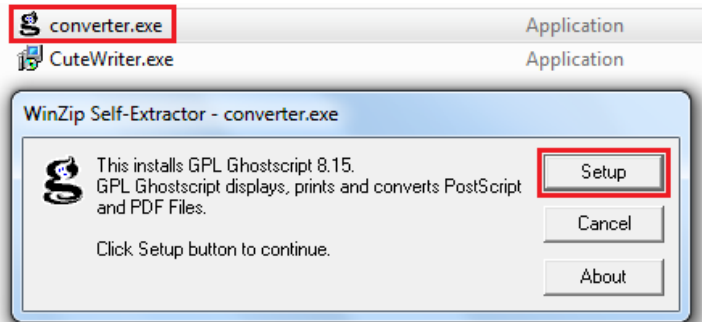 converter.exe Application
CuteWriter.exe Application
WinZip Self-Extractor - converter.exe
This installs GPL Ghostscript 8.15.
GPL Ghostscript displays, prints and converts PostScript
and PDF Files.
Click Setup button to continue.
Setup
Cancel
About